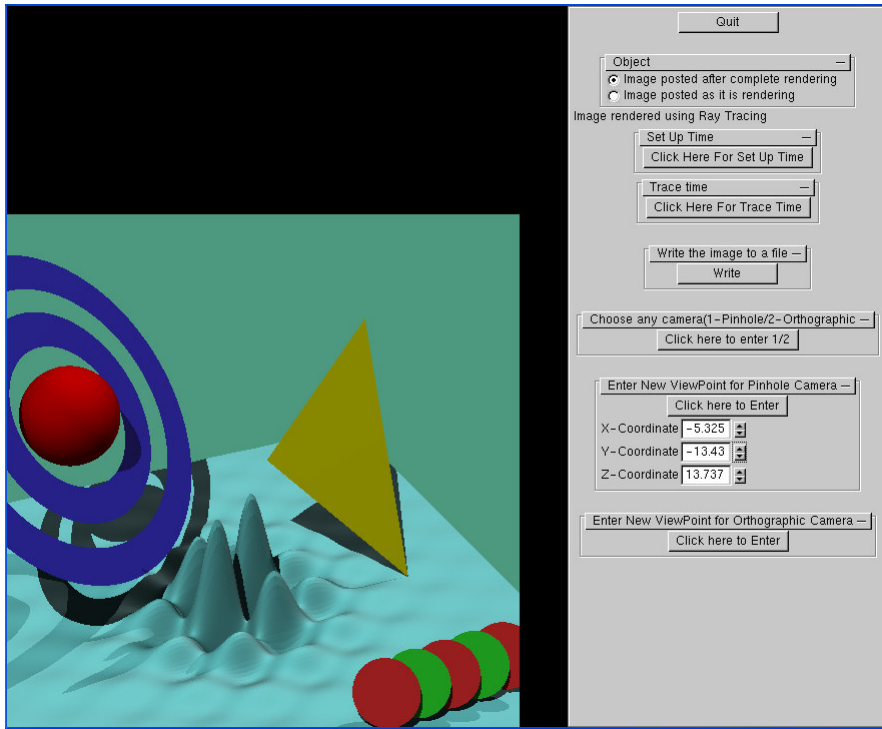 Quit
Object
Image posted after complete rendering
Image posted as it is rendering
Image rendered using Ray Tracing
Set Up Time
Click Here For Set Up Time
Trace time
Click Here For Trace Time
Write the image to a file
Write
Choose any camera(1-Pinhole/2-Orthographic
Click here to enter 1/2
Enter New ViewPoint for Pinhole Camera
Click here to Enter
X-Coordinate -5.325
Y-Coordinate -13.43
Z-Coordinate 13.737
Enter New ViewPoint for Orthographic Camera
Click here to Enter